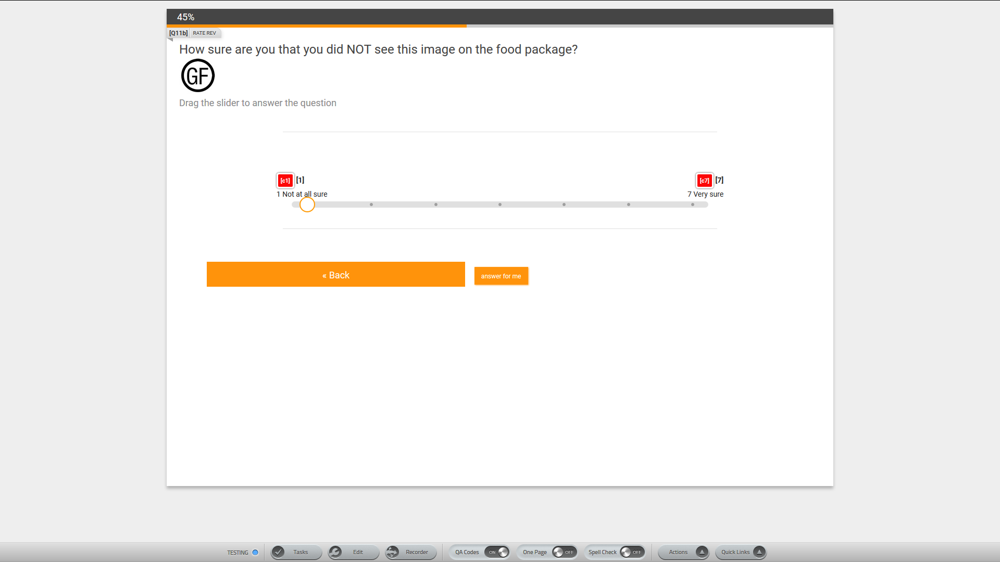 45%
[Q11b] RATE REV
How sure are you that you did NOT see this image on the food package?
GF
Drag the slider to answer the question
[c1] [1] [c7] [7]
1 Not at all sure 7 Very sure
« Back answer for me
TESTING Tasks Edit Recorder QA Codes ON One Page OFF Spell Check OFF Actions Quick Links